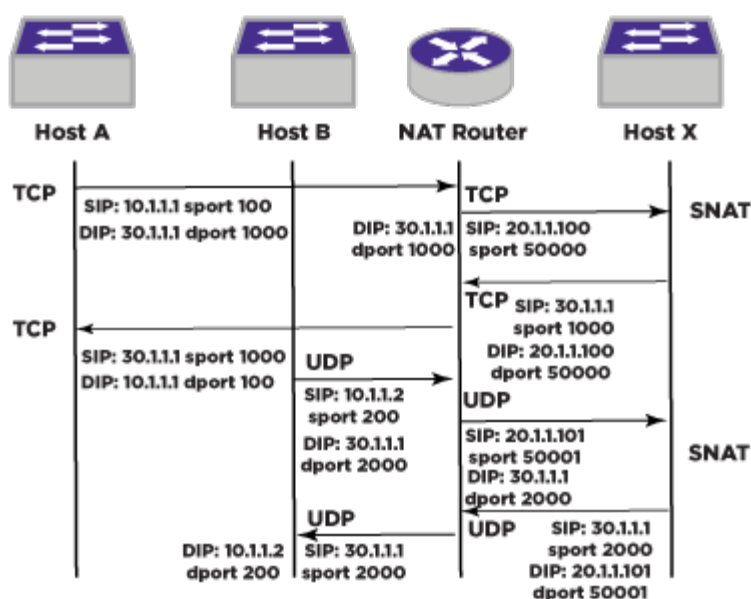 Host A
Host B
NAT Router
Host X
TCP
SIP: 10.1.1.1 sport 100
DIP: 30.1.1.1 dport 1000
TCP
DIP: 30.1.1.1
dport 1000
SIP: 20.1.1.100
sport 50000
SNAT
TCP
SIP: 30.1.1.1
sport 1000
DIP: 20.1.1.100
dport 50000
TCP
SIP: 30.1.1.1 sport 1000
DIP: 10.1.1.1 dport 100
UDP
SIP: 10.1.1.2
sport 200
DIP: 30.1.1.1
dport 2000
UDP
SIP: 20.1.1.101
sport 50001
DIP: 30.1.1.1
dport 2000
SNAT
UDP
SIP: 30.1.1.1
sport 2000
DIP: 20.1.1.101
dport 50001
UDP
DIP: 10.1.1.2
dport 200
SIP: 30.1.1.1
sport 2000